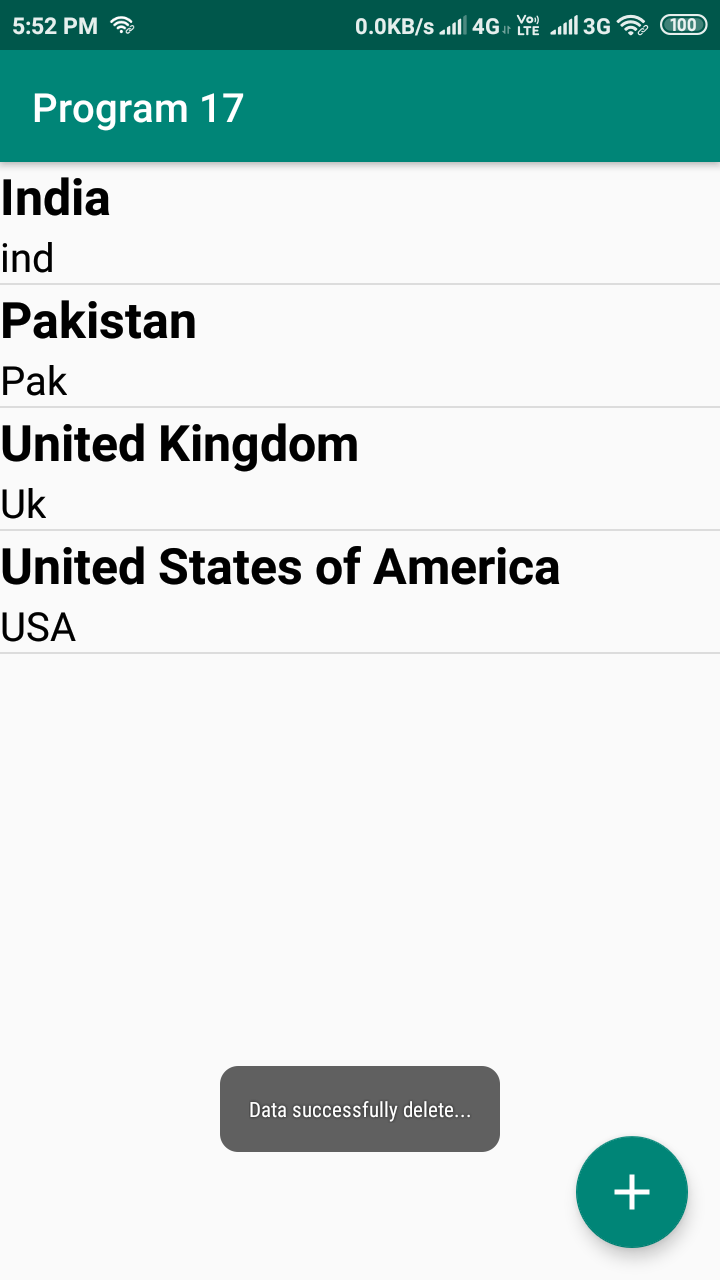 5:52 PM 0.0KB/s 4G Vo)) LTE 3G 100
Program 17
India
ind
Pakistan
Pak
United Kingdom
Uk
United States of America
USA
Data successfully delete...